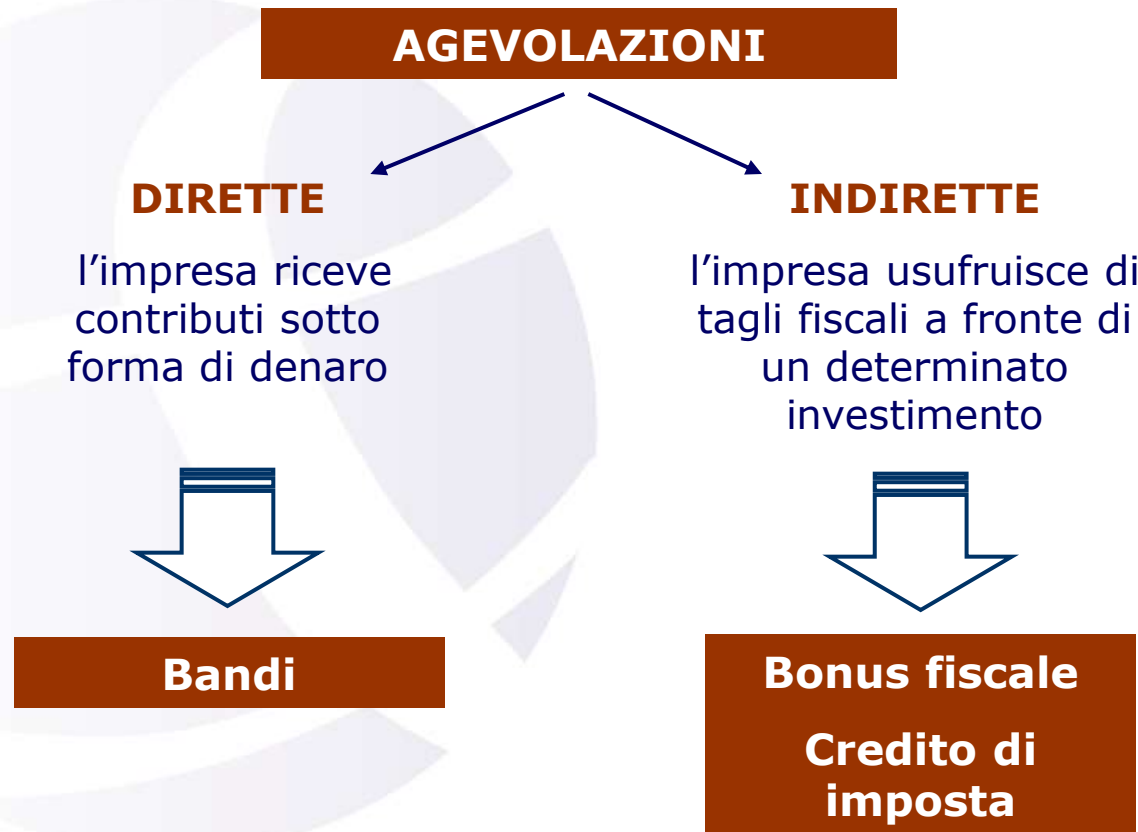 AGEVOLAZIONI
DIRETTE
l’impresa riceve
contributi sotto
forma di denaro
Bandi
INDIRETTE
l’impresa usufruisce di
tagli fiscali a fronte di
un determinato
investimento
Bonus fiscale
Credito di
imposta